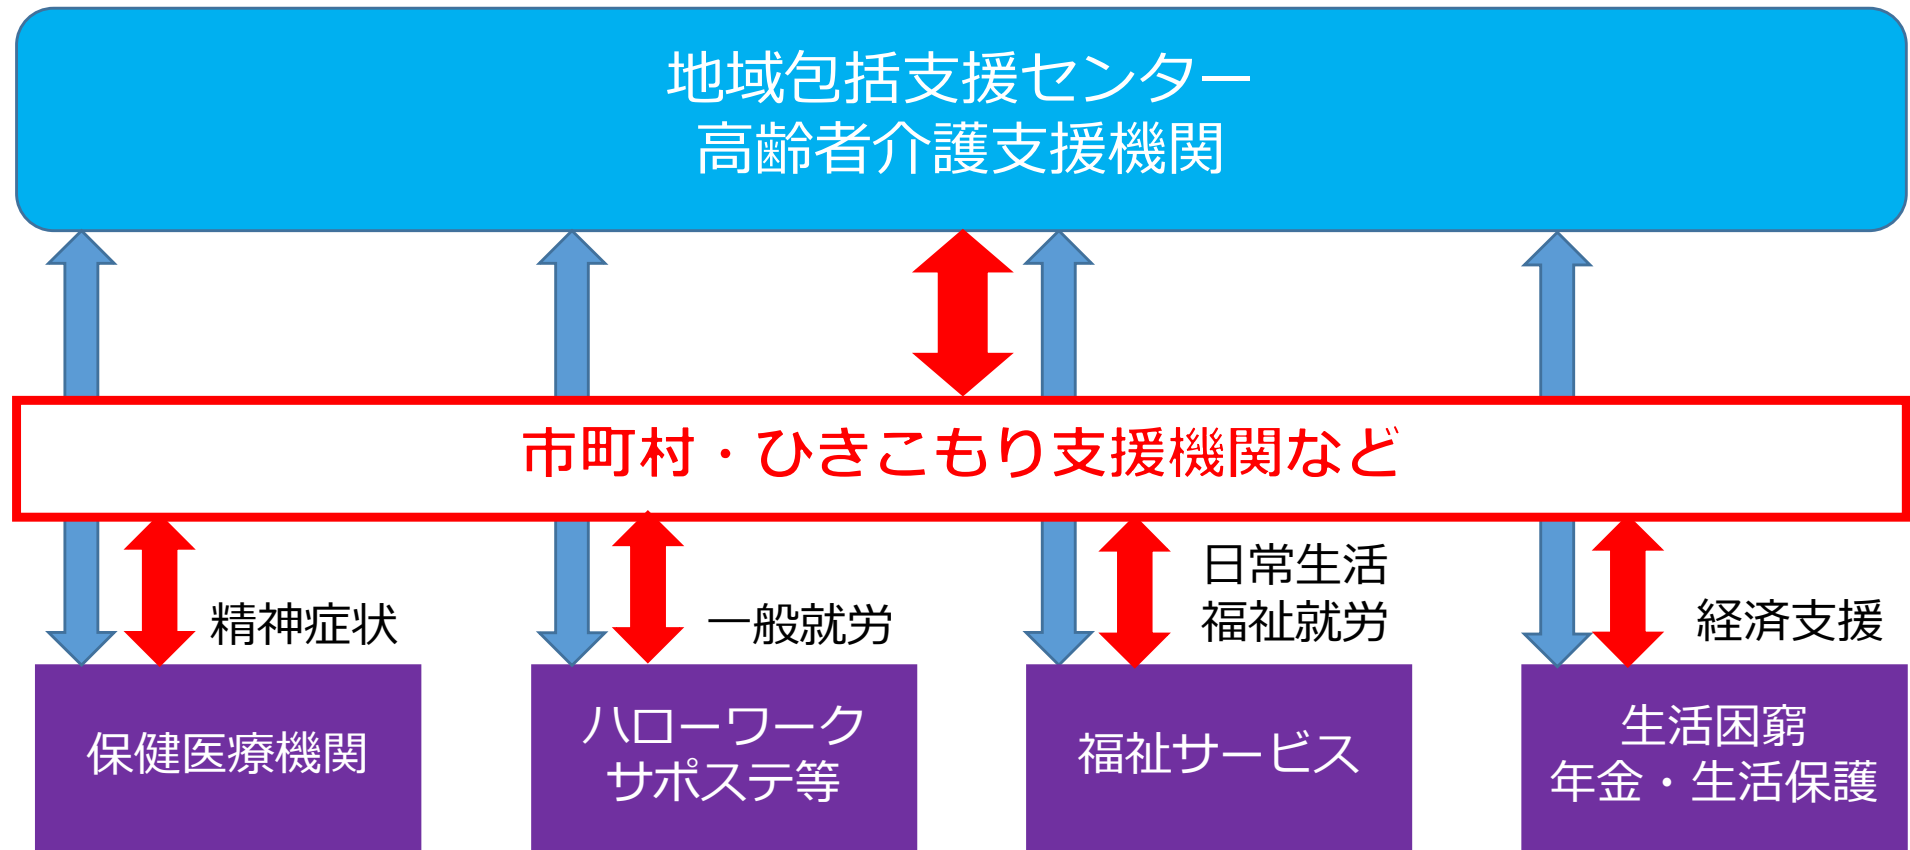 地域包括支援センター
高齢者介護支援機関
市町村・ひきこもり支援機関など
精神症状
一般就労
日常生活
福祉就労
経済支援
保健医療機関
ハローワーク
サポステ等
福祉サービス
生活困窮
年金・生活保護